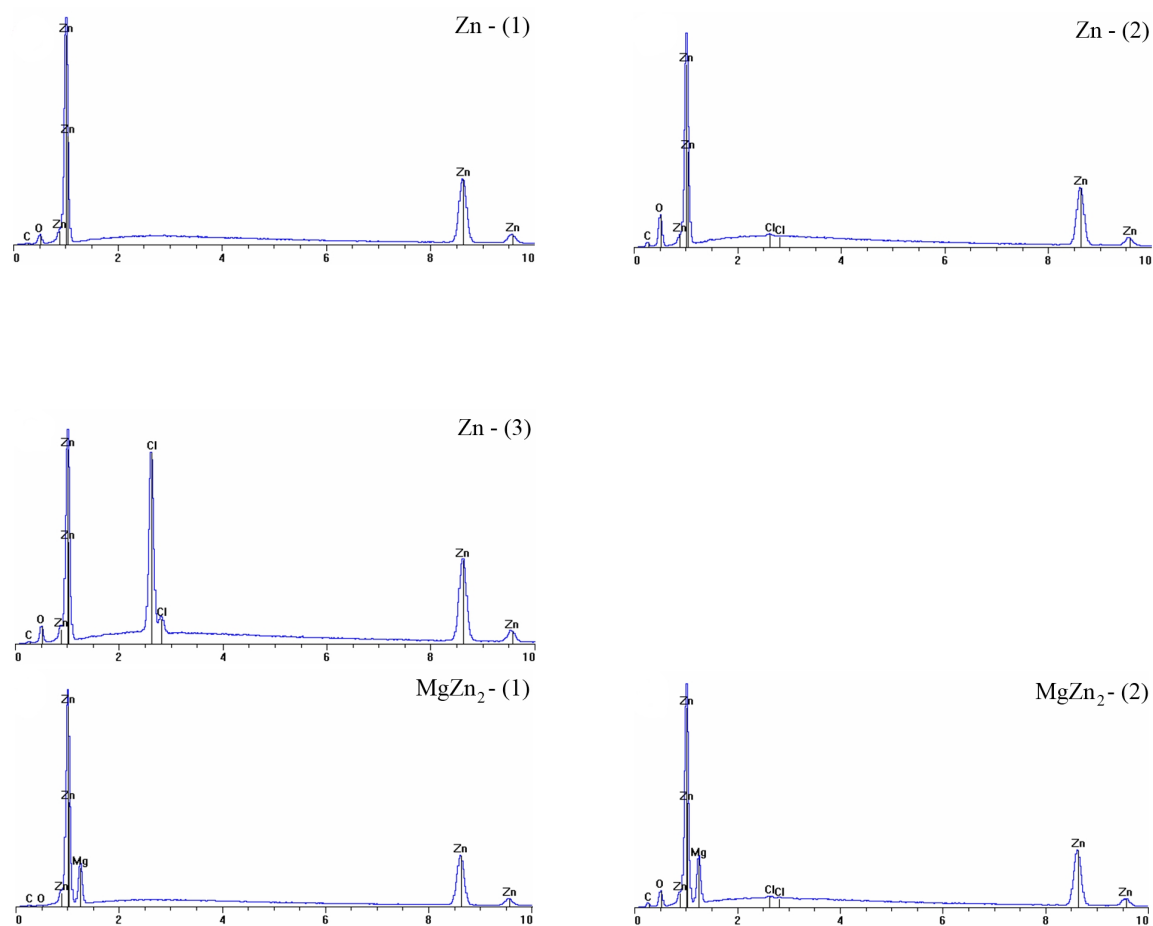 Zn - (1)
Zn
Zn
Zn
C O Zn
Zn
0 2 4 6 8 10
Zn - (2)
Zn
Zn
Zn
O
C Zn Cl Cl Zn
0 2 4 6 8 10
Zn - (3)
Zn
Cl
Zn
Zn
C O Zn Cl Zn
0 2 4 6 8 10
MgZn2 - (1)
Zn
Zn
Mg Zn
C O Zn Zn
0 2 4 6 8 10
MgZn2 - (2)
Zn
Zn
Mg Zn
C O Zn Cl Cl Zn
0 2 4 6 8 10